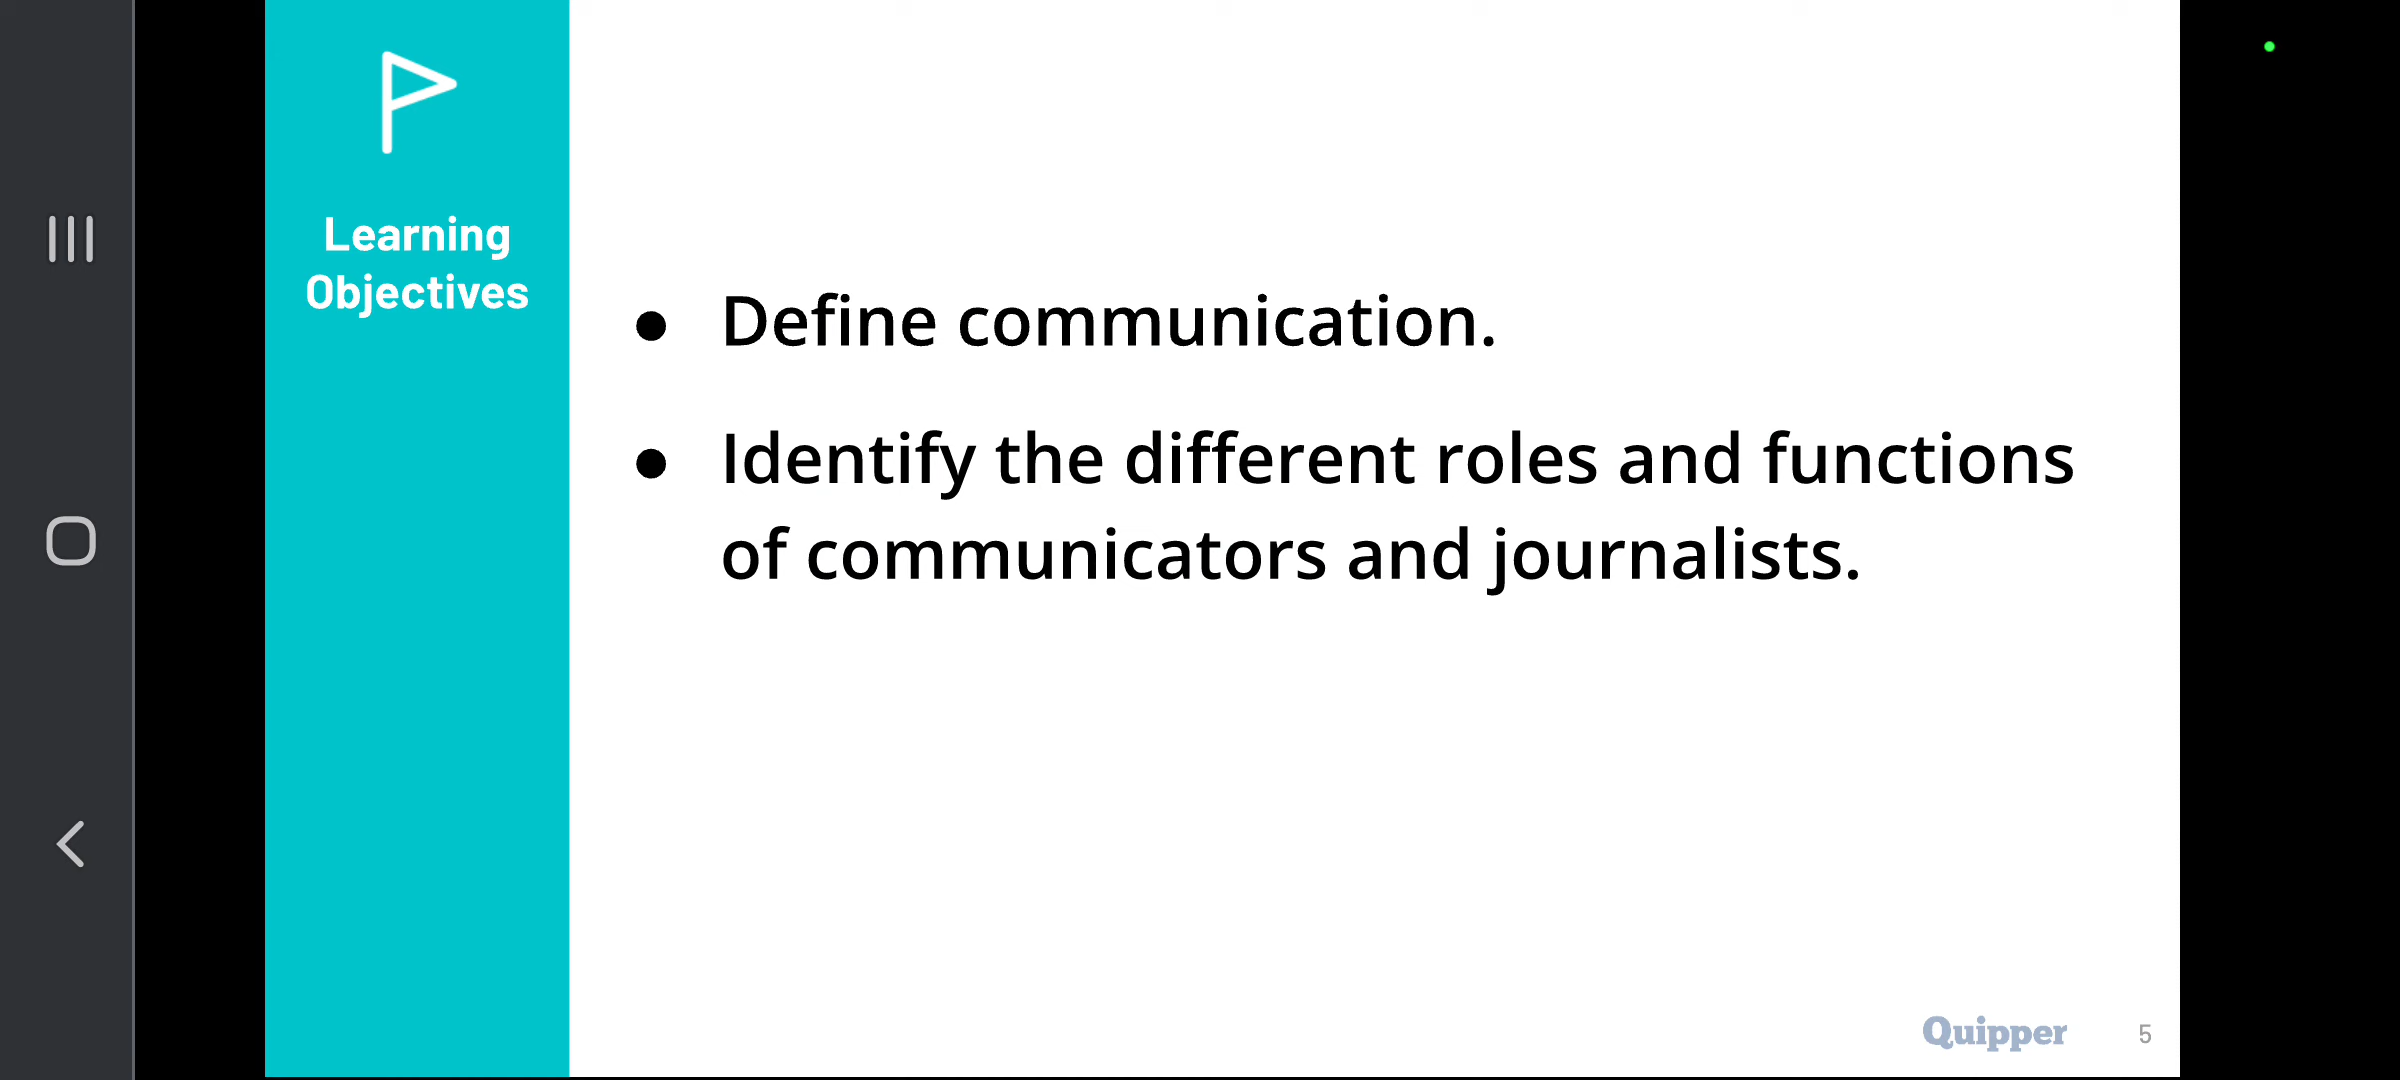 Learning
Objectives
● Define communication.
● Identify the different roles and functions
of communicators and journalists.
Quipper 5